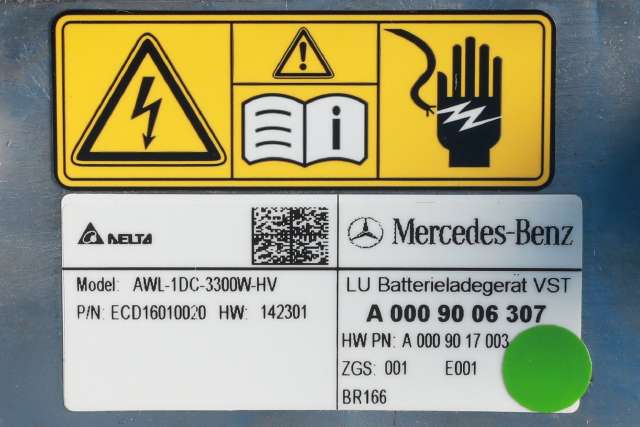 i
DELTA
Mercedes-Benz
Model: AWL-1DC-3300W-HV
P/N: ECD16010020 HW: 142301
LU Batterieladegerät VST
A 000 90 06 307
HW PN: A 000 90 17 003
ZGS: 001 E001
BR166